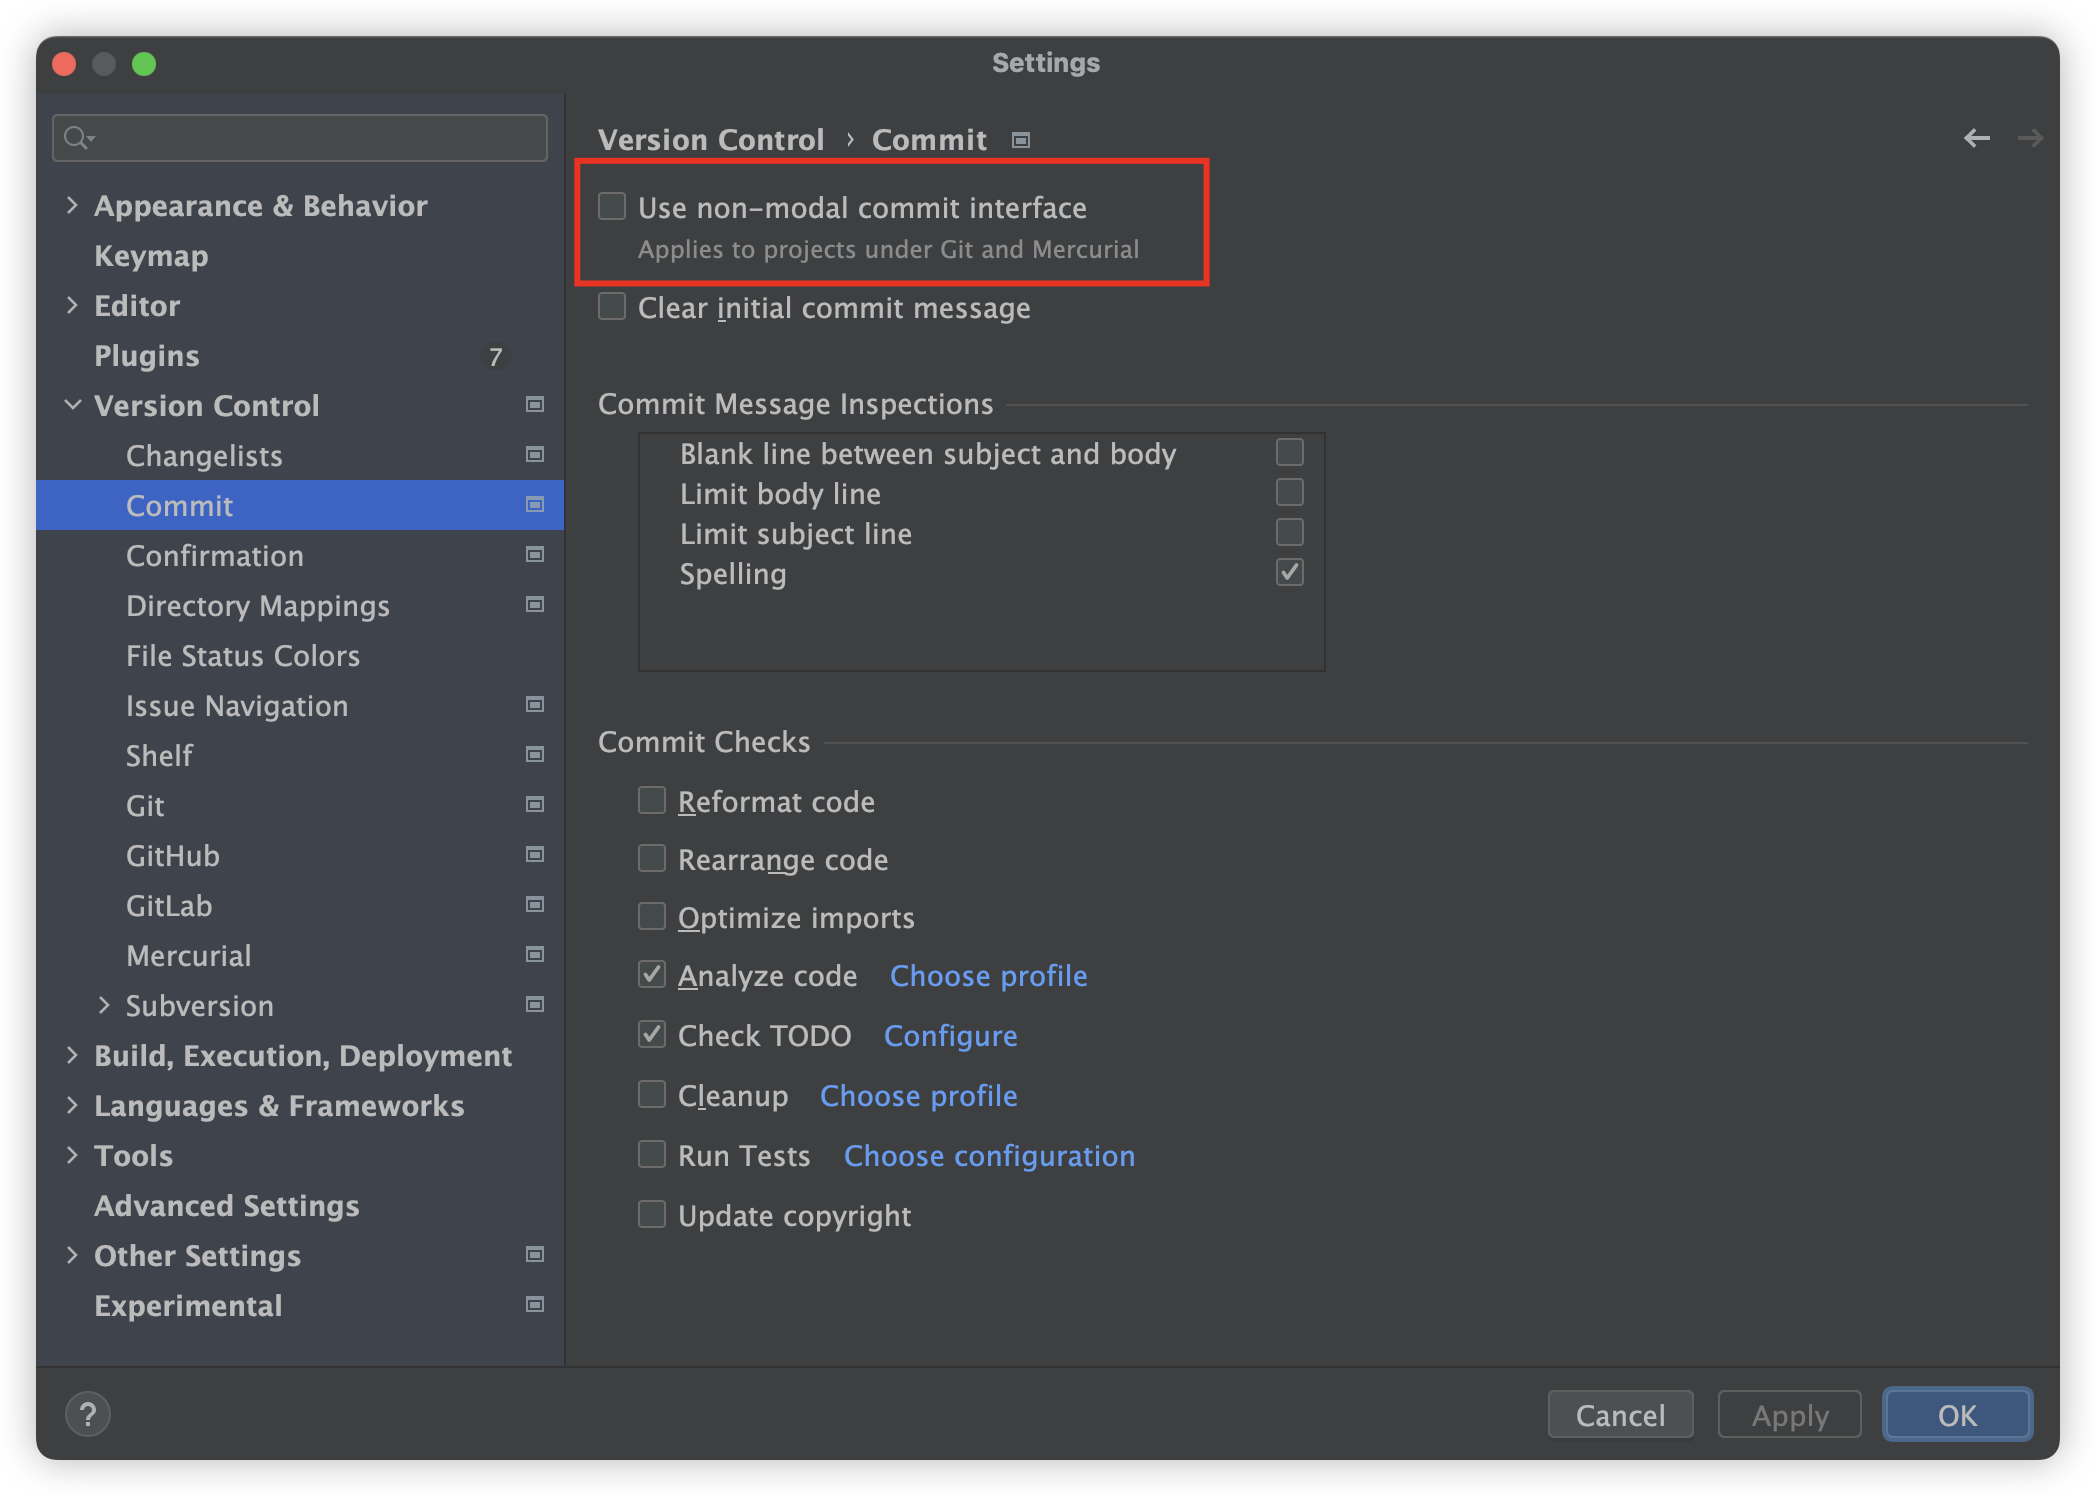 Settings
Appearance & Behavior
Keymap
Editor
Plugins 7
Version Control
Changelists
Commit
Confirmation
Directory Mappings
File Status Colors
Issue Navigation
Shelf
Git
GitHub
GitLab
Mercurial
Subversion
Build, Execution, Deployment
Languages & Frameworks
Tools
Advanced Settings
Other Settings
Experimental
Version Control › Commit
Use non-modal commit interface
Applies to projects under Git and Mercurial
Clear initial commit message
Commit Message Inspections
Blank line between subject and body
Limit body line
Limit subject line
Spelling
Commit Checks
Reformat code
Rearrange code
Optimize imports
Analyze code Choose profile
Check TODO Configure
Cleanup Choose profile
Run Tests Choose configuration
Update copyright
? Cancel Apply OK